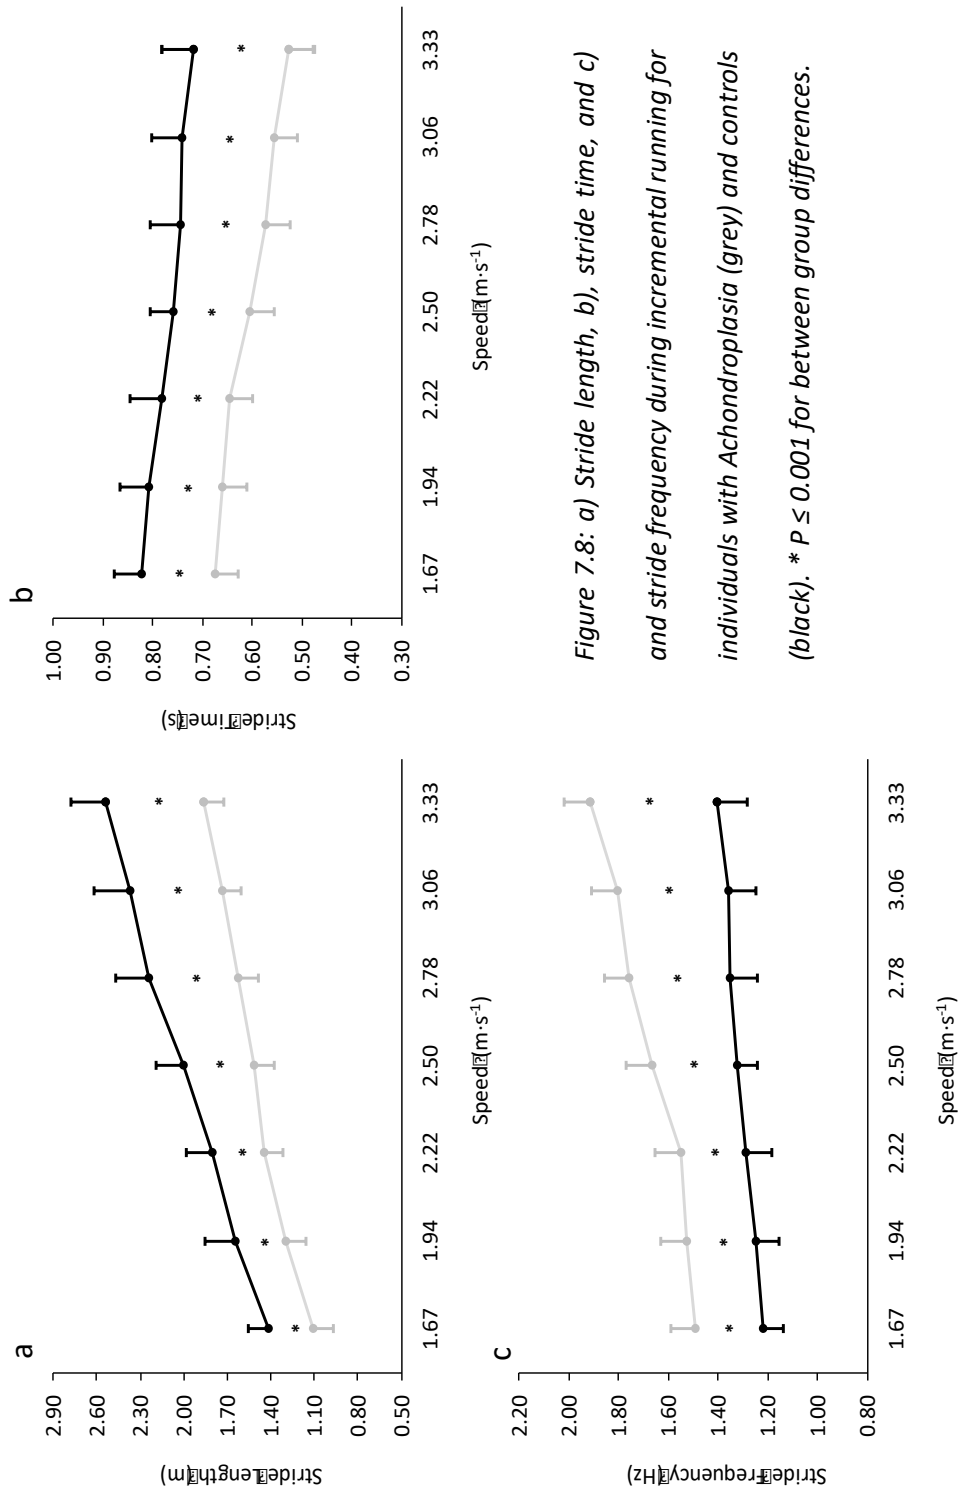 a
2.90
2.60
2.30
2.00
1.70
1.40
1.10
0.50
Stride Length (m)
1.67 1.94 2.22 2.50 2.78 3.06 3.33
* * * * * * *
Speed (m·s-1)
b
1.00
0.90
0.80
0.70
0.60
0.50
0.40
0.30
Stride Time (s)
1.67 1.94 2.22 2.50 2.78 3.06 3.33
* * * * * * *
Speed (m·s-1)
c
2.20
2.00
1.80
1.60
1.40
1.20
1.00
0.80
Stride Frequency (Hz)
1.67 1.94 2.22 2.50 2.78 3.06 3.33
* * * * * * *
Speed (m·s-1)
Figure 7.8: a) Stride length, b), stride time, and c)
and stride frequency during incremental running for
individuals with Achondroplasia (grey) and controls
(black). * P ≤ 0.001 for between group differences.